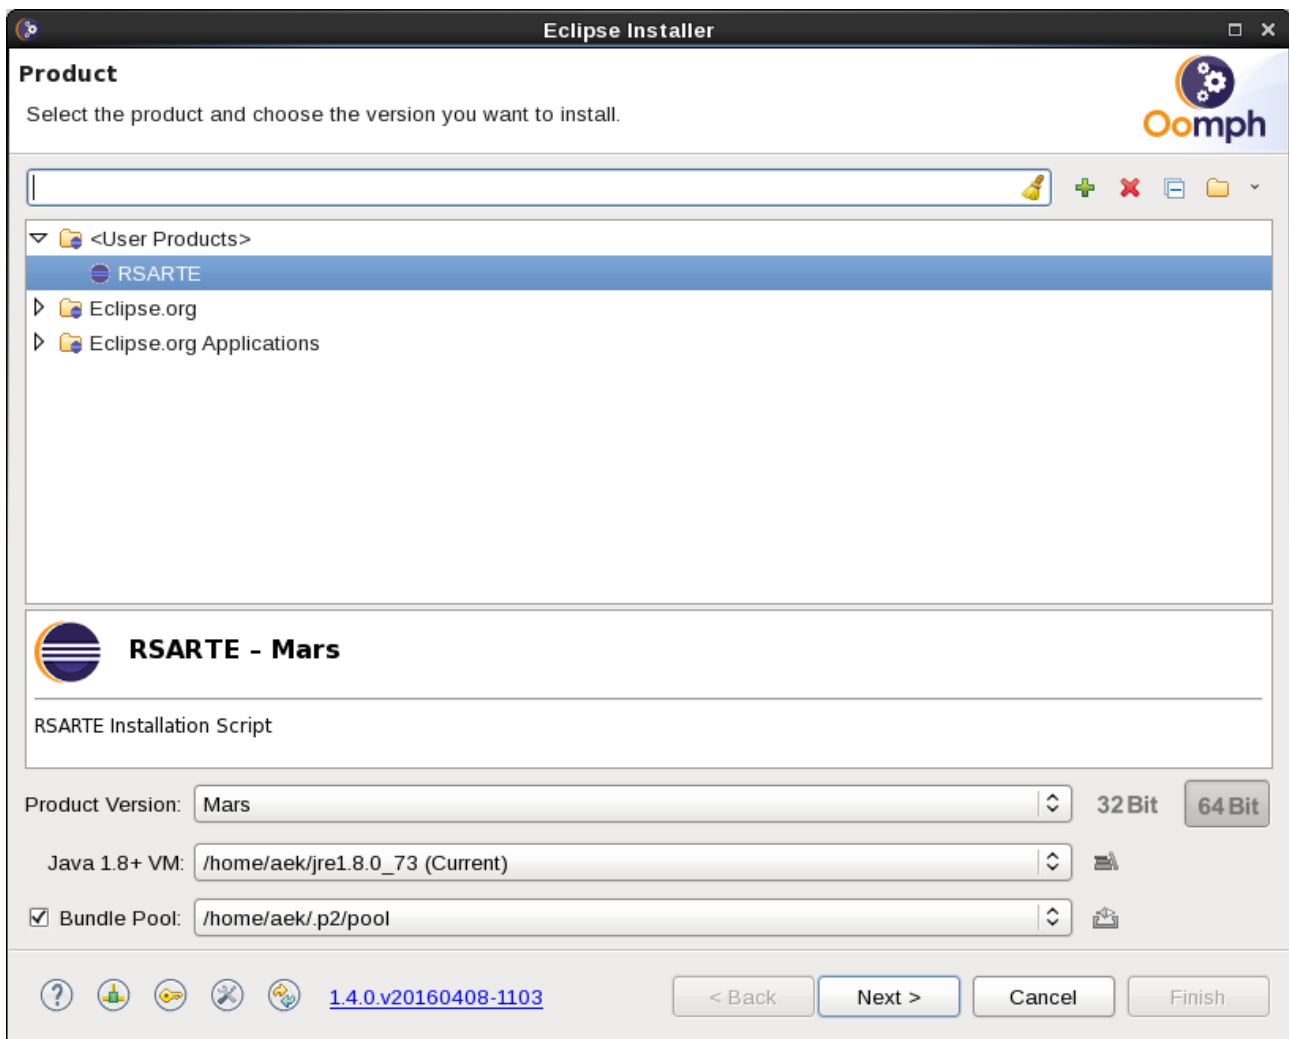 Eclipse Installer
Product
Select the product and choose the version you want to install.
Oomph
<User Products>
RSARTE
Eclipse.org
Eclipse.org Applications
RSARTE – Mars
RSARTE Installation Script
Product Version: Mars 32 Bit 64 Bit
Java 1.8+ VM: /home/aek/jre1.8.0_73 (Current)
Bundle Pool: /home/aek/.p2/pool
? 1.4.0.v20160408-1103 < Back Next > Cancel Finish